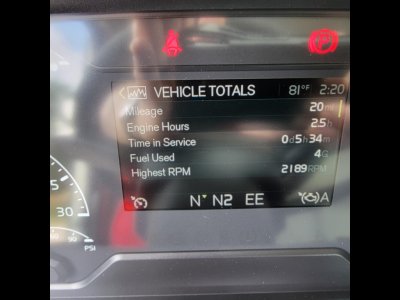 VEHICLE TOTALS 81°F 2:20
Mileage 20mi
Engine Hours 2.5h
Time in Service 0d5h34m
Fuel Used 4G
Highest RPM 2189RPM
N N2 EE A
30
PSI